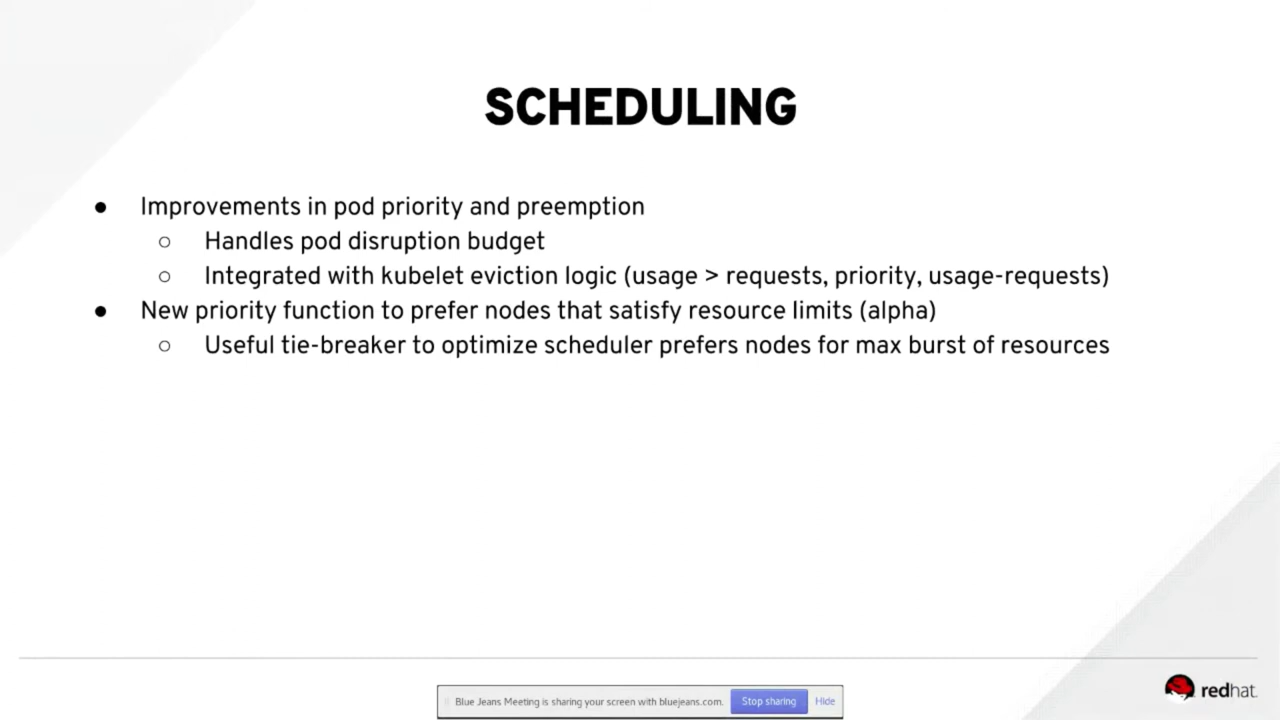 SCHEDULING
● Improvements in pod priority and preemption
○ Handles pod disruption budget
○ Integrated with kubelet eviction logic (usage > requests, priority, usage-requests)
● New priority function to prefer nodes that satisfy resource limits (alpha)
○ Useful tie-breaker to optimize scheduler prefers nodes for max burst of resources
redhat.
Blue Jeans Meeting is sharing your screen with bluejeans.com. Stop sharing Hide